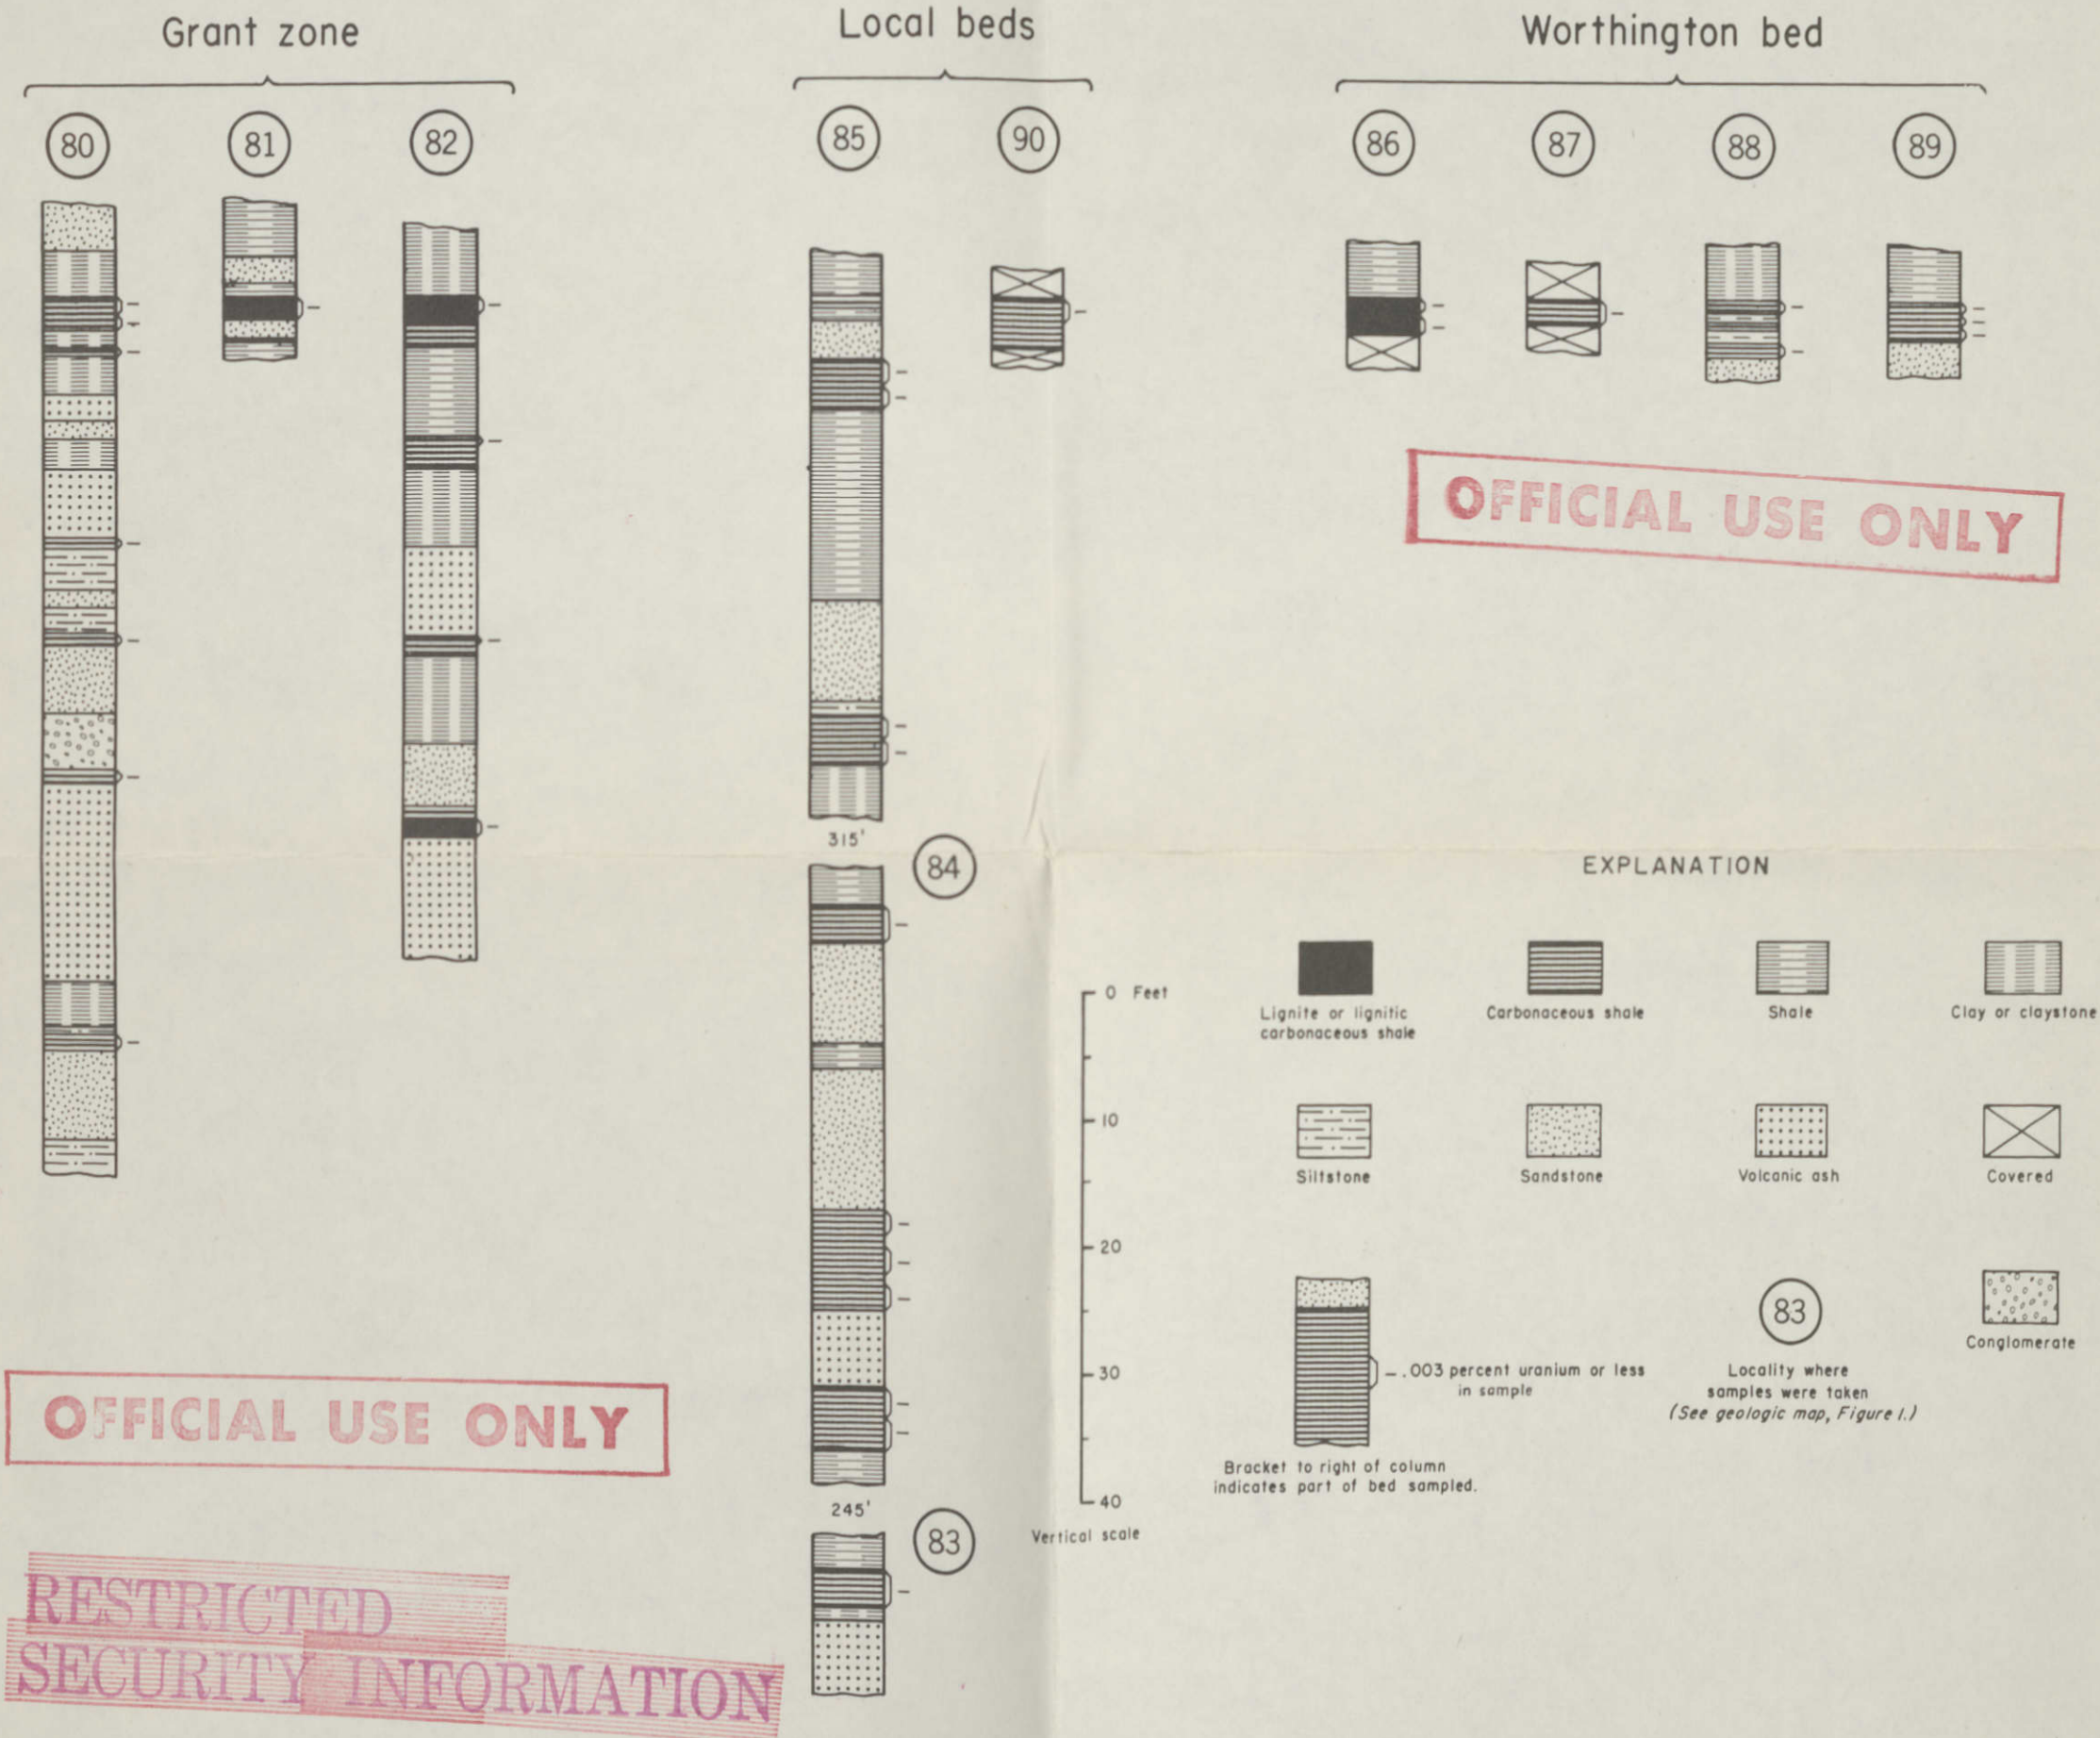 Grant zone
Local beds
Worthington bed
80
81
82
85
90
86
87
88
89
OFFICIAL USE ONLY
315'
84
EXPLANATION
Lignite or lignitic
carbonaceous shale
Carbonaceous shale
Shale
Clay or claystone
Siltstone
Sandstone
Volcanic ash
Covered
– .003 percent uranium or less
in sample
83
Locality where
samples were taken
(See geologic map, Figure 1.)
Conglomerate
Bracket to right of column
indicates part of bed sampled.
0 Feet
10
20
30
40
Vertical scale
245'
83
OFFICIAL USE ONLY
RESTRICTED
SECURITY INFORMATION